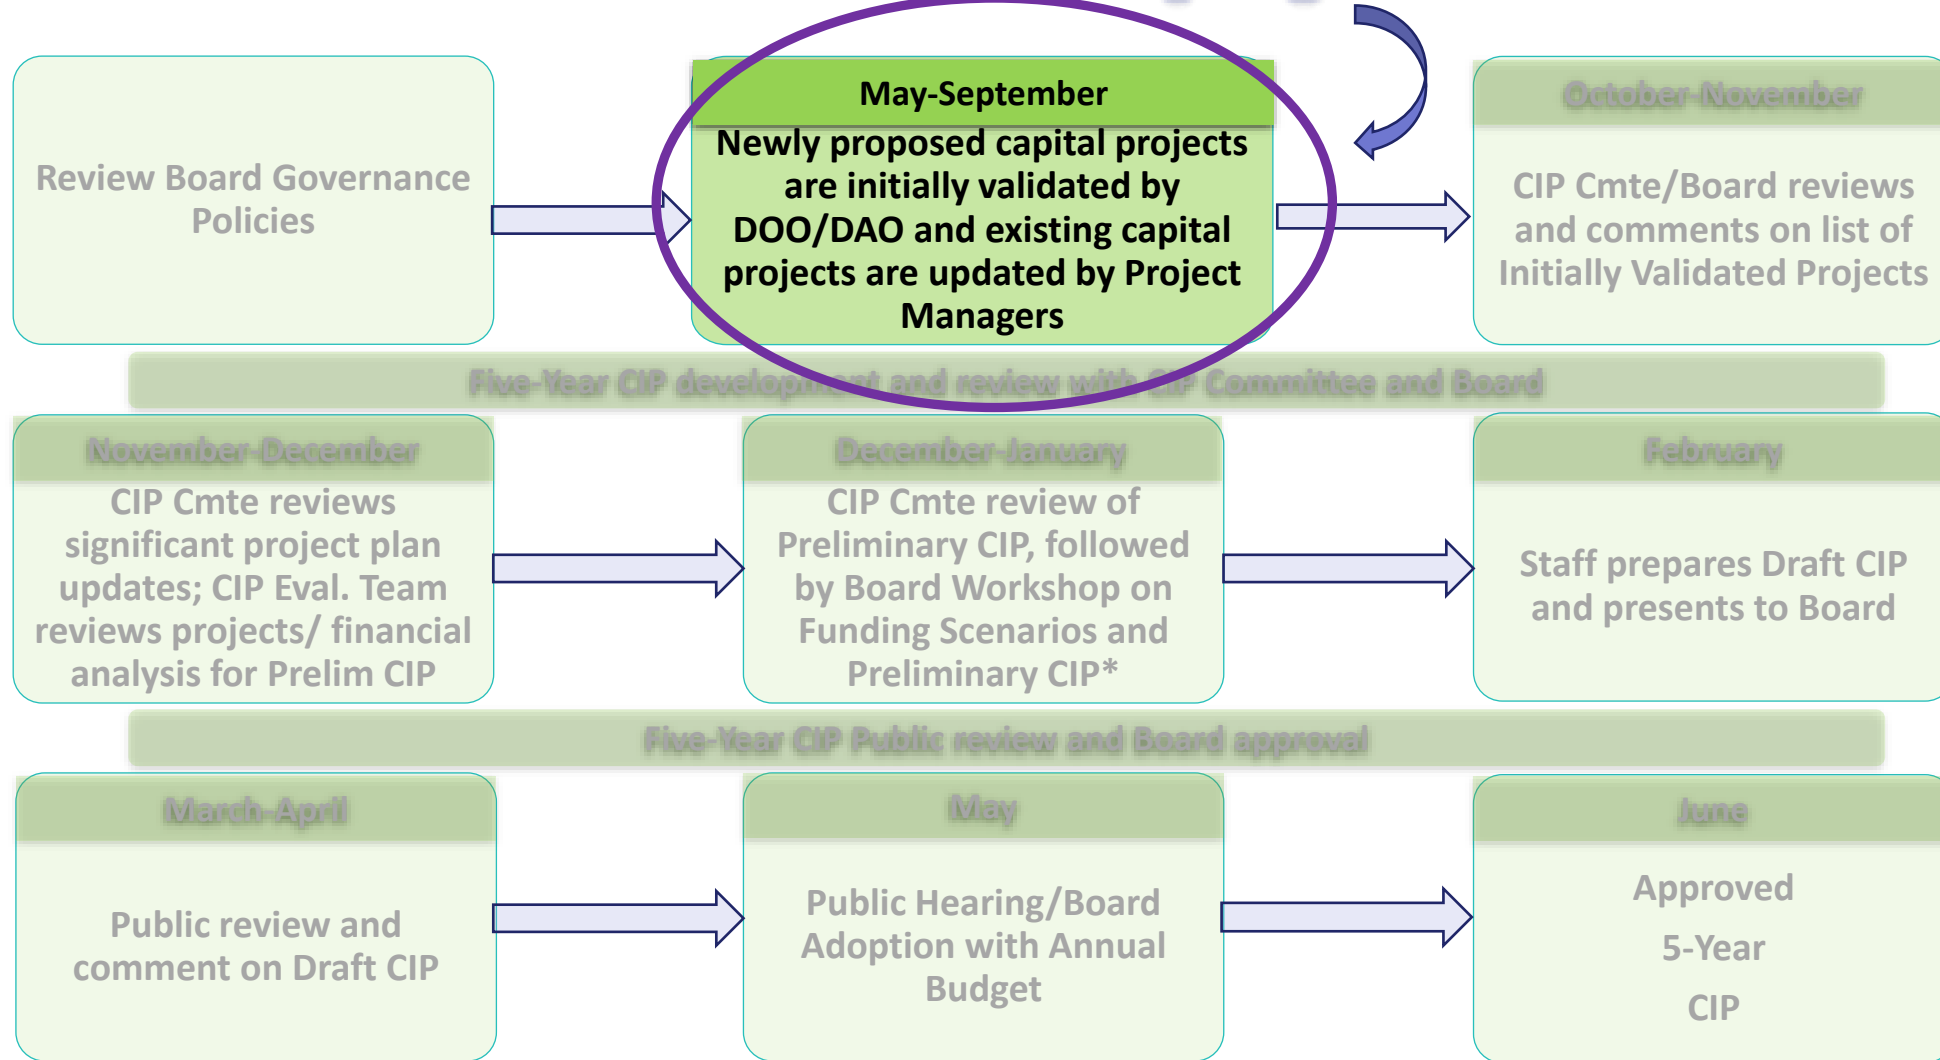 Review Board Governance
Policies
May-September
Newly proposed capital projects
are initially validated by
DOO/DAO and existing capital
projects are updated by Project
Managers
October-November
CIP Cmte/Board reviews
and comments on list of
Initially Validated Projects
Five-Year CIP development and review with CIP Committee and Board
November-December
CIP Cmte reviews
significant project plan
updates; CIP Eval. Team
reviews projects/ financial
analysis for Prelim CIP
December-January
CIP Cmte review of
Preliminary CIP, followed
by Board Workshop on
Funding Scenarios and
Preliminary CIP*
February
Staff prepares Draft CIP
and presents to Board
Five-Year CIP Public review and Board approval
March-April
Public review and
comment on Draft CIP
May
Public Hearing/Board
Adoption with Annual
Budget
June
Approved
5-Year
CIP